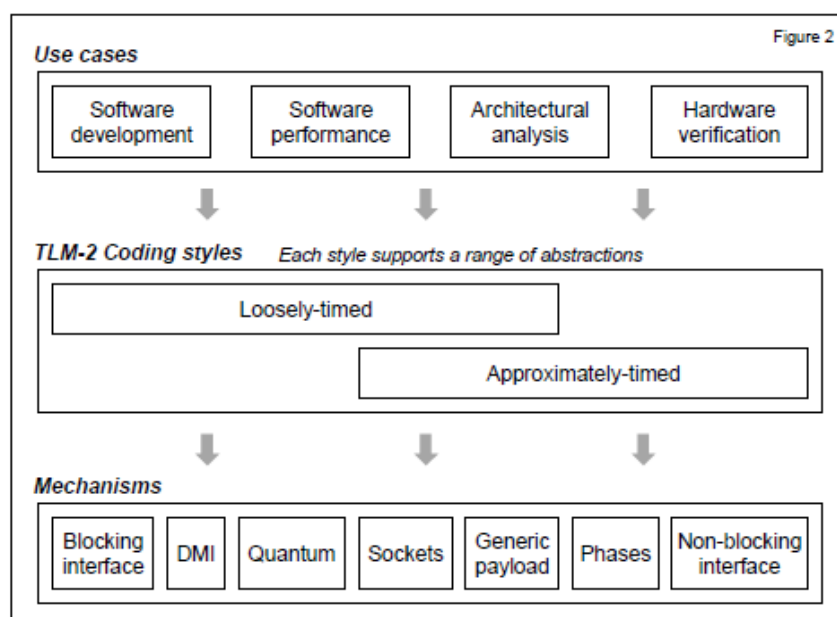 Figure 2
Use cases
Software
development
Software
performance
Architectural
analysis
Hardware
verification
TLM-2 Coding styles
Each style supports a range of abstractions
Loosely-timed
Approximately-timed
Mechanisms
Blocking
interface
DMI
Quantum
Sockets
Generic
payload
Phases
Non-blocking
interface